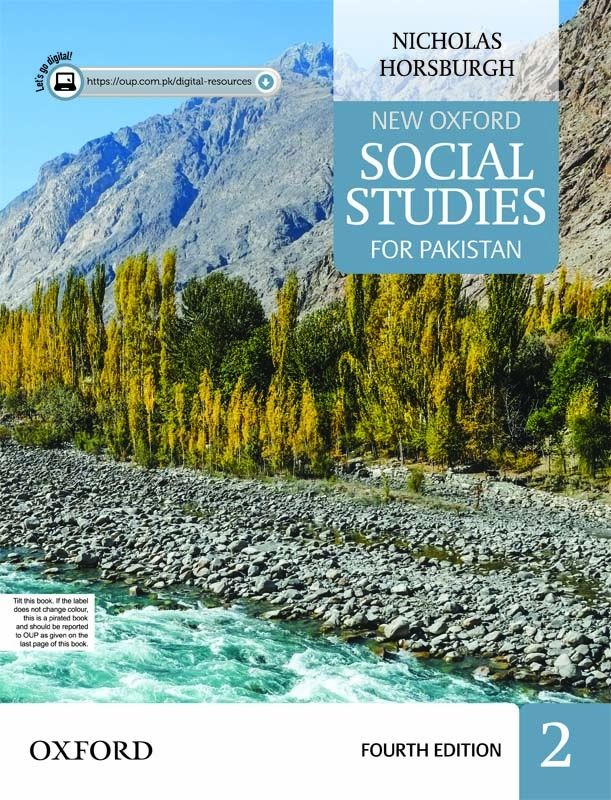 Let's go digital!
https://oup.com.pk/digital-resources
NICHOLAS
HORSBURGH
NEW OXFORD
SOCIAL
STUDIES
FOR PAKISTAN
Tilt this book. If the label
does not change colour,
this is a pirated book
and should be reported
to OUP as given on the
last page of this book.
OXFORD
FOURTH EDITION
2